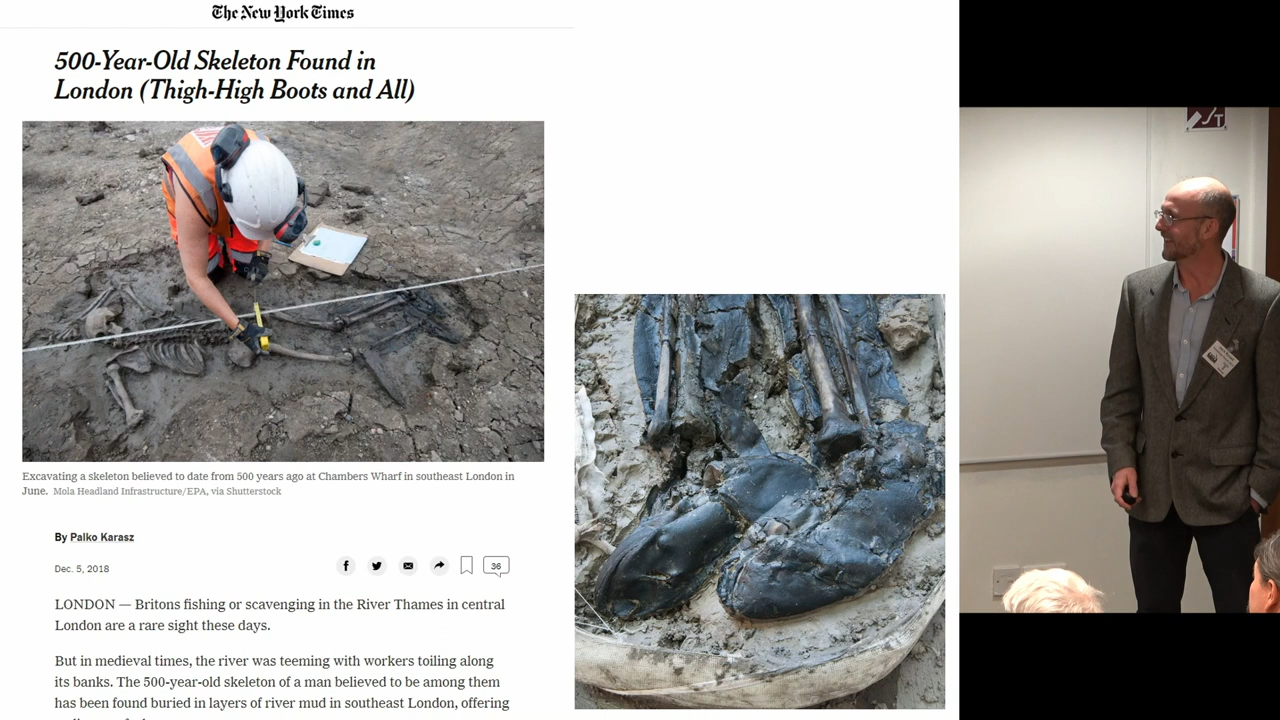 The New York Times
500-Year-Old Skeleton Found in
London (Thigh-High Boots and All)
Excavating a skeleton believed to date from 500 years ago at Chambers Wharf in southeast London in
June. Mola Headland Infrastructure/EPA, via Shutterstock
By Palko Karasz
Dec. 5, 2018
36
LONDON — Britons fishing or scavenging in the River Thames in central
London are a rare sight these days.
But in medieval times, the river was teeming with workers toiling along
its banks. The 500-year-old skeleton of a man believed to be among them
has been found buried in layers of river mud in southeast London, offering